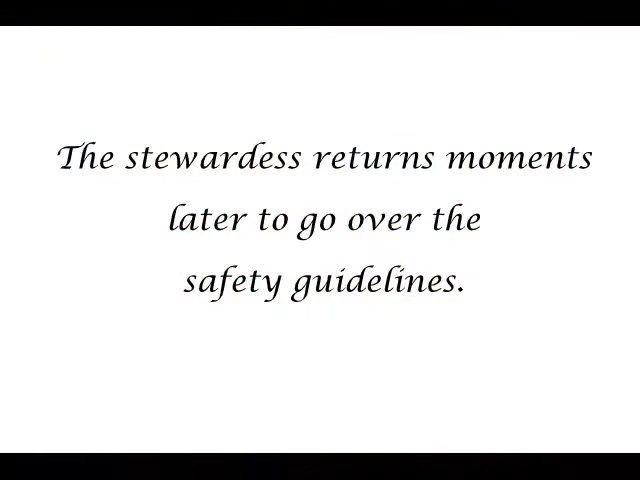 The stewardess returns moments
later to go over the
safety guidelines.